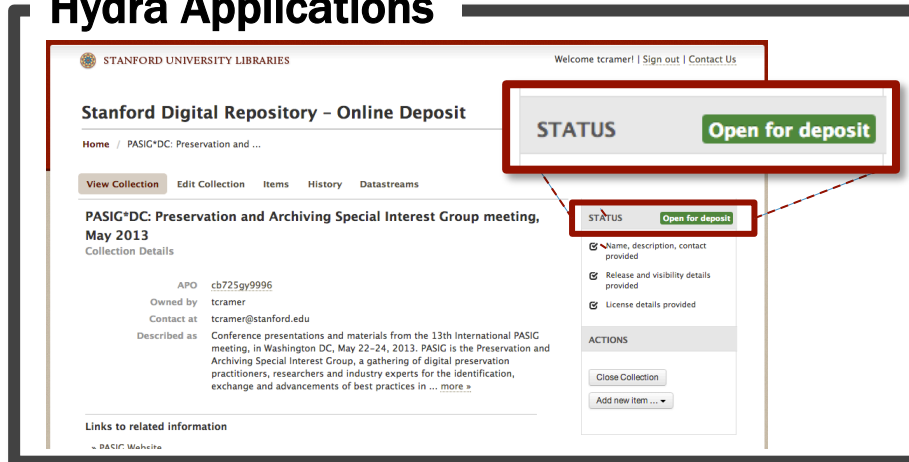 Hydra Applications
STANFORD UNIVERSITY LIBRARIES
Welcome tcramer! | Sign out | Contact Us
Stanford Digital Repository – Online Deposit
STATUS Open for deposit
Home / PASIG*DC: Preservation and ...
View Collection Edit Collection Items History Datastreams
PASIG*DC: Preservation and Archiving Special Interest Group meeting,
May 2013
Collection Details
APO cb725gy9996
Owned by tcramer
Contact at tcramer@stanford.edu
Described as Conference presentations and materials from the 13th International PASIG
meeting, in Washington DC, May 22-24, 2013. PASIG is the Preservation and
Archiving Special Interest Group, a gathering of digital preservation
practitioners, researchers and industry experts for the identification,
exchange and advancements of best practices in ... more »
Links to related information
» PASIG Website
STATUS Open for deposit
Name, description, contact
provided
Release and visibility details
provided
License details provided
ACTIONS
Close Collection
Add new item ...